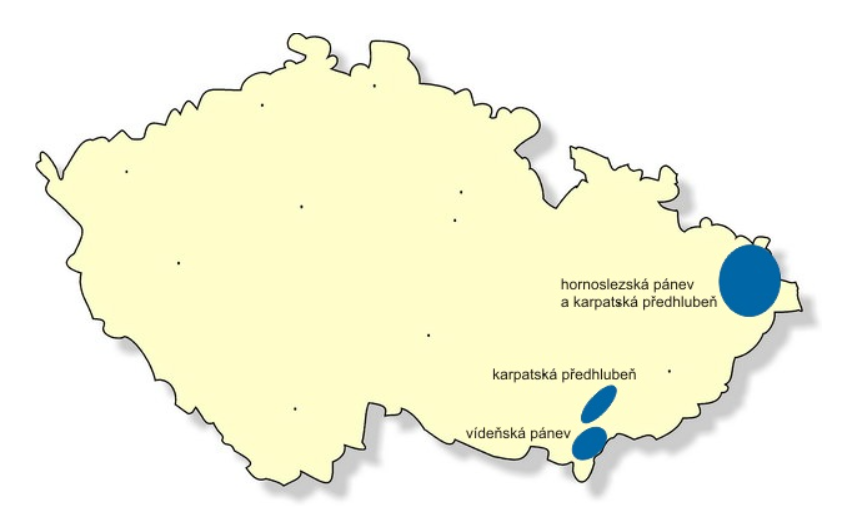 hornoslezská pánev
a karpatská předhlubeň
karpatská předhlubeň
vídeňská pánev